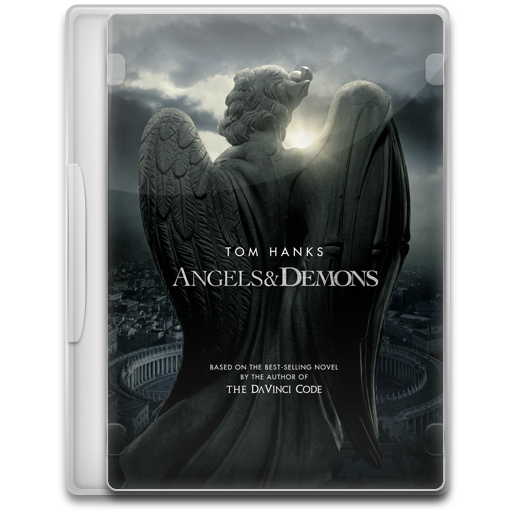 TOM HANKS
ANGELS & DEMONS
BASED ON THE BEST-SELLING NOVEL
BY THE AUTHOR OF
THE DAVINCI CODE